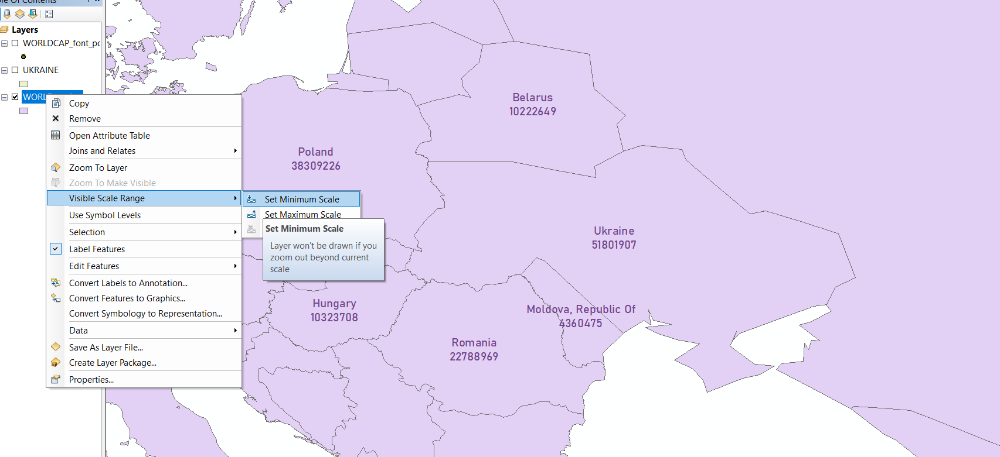 Layers
WORLDCAP_font_pc
UKRAINE
WORL
Copy
Remove
Open Attribute Table
Joins and Relates
Zoom To Layer
Zoom To Make Visible
Visible Scale Range
Use Symbol Levels
Selection
Label Features
Edit Features
Convert Labels to Annotation...
Convert Features to Graphics...
Convert Symbology to Representation...
Data
Save As Layer File...
Create Layer Package...
Properties...
Set Minimum Scale
Set Maximum Scale
Set Minimum Scale
Layer won't be drawn if you
zoom out beyond current
scale
Belarus
10222649
Poland
38309226
Ukraine
51801907
Hungary
10323708
Moldova, Republic Of
4360475
Romania
22788969